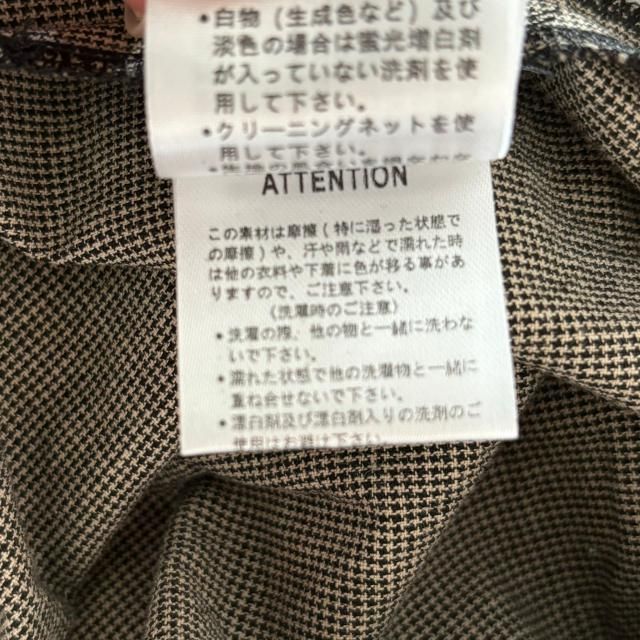 ・白物（生成色など）及び
淡色の場合は蛍光増白剤
が入っていない洗剤を使
用して下さい。
・クリーニングネットを使
用して下さい。
ATTENTION
この素材は摩擦(特に湿った状態で
の摩擦)や、汗や雨などで濡れた時
は他の衣料や下着に色が移る事があ
りますので、ご注意下さい。
(洗濯時のご注意)
・洗濯の際、他の物と一緒に洗わな
いで下さい。
・濡れた状態で他の洗濯物と一緒に
重ね合せないで下さい。
・漂白剤及び漂白剤入りの洗剤のご
使用はお避け下さい。